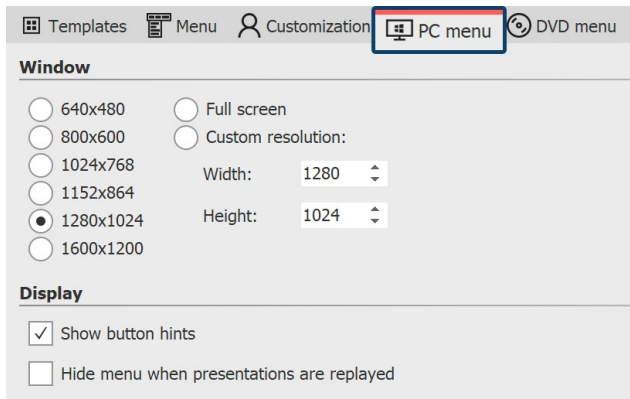 Templates Menu Customization PC menu DVD menu
Window
640x480 Full screen
800x600 Custom resolution:
1024x768
Width: 1280
1152x864
1280x1024 Height: 1024
1600x1200
Display
Show button hints
Hide menu when presentations are replayed